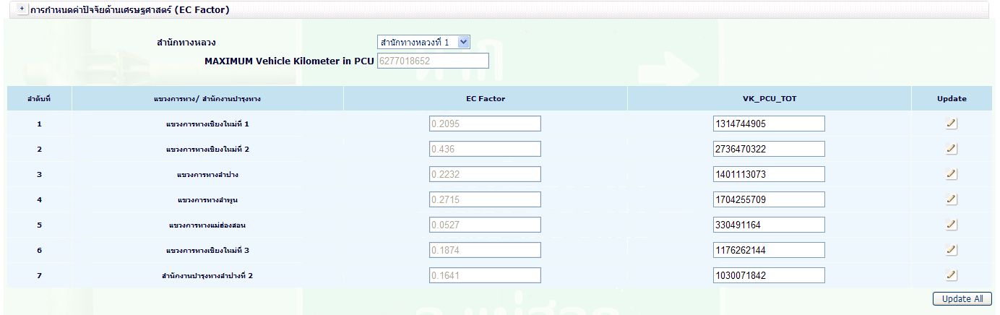 + การกำหนดค่าปัจจัยด้านเศรษฐศาสตร์ (EC Factor)
สำนักทางหลวง สำนักทางหลวงที่ 1
MAXIMUM Vehicle Kilometer in PCU 6277018652
ลำดับที่ แขวงการทาง/ สำนักงานบำรุงทาง EC Factor VK_PCU_TOT Update
1 แขวงการทางเชียงใหม่ที่ 1 0.2095 1314744905
2 แขวงการทางเชียงใหม่ที่ 2 0.436 2736470322
3 แขวงการทางลำปาง 0.2232 1401113073
4 แขวงการทางลำพูน 0.2715 1704255709
5 แขวงการทางแม่ฮ่องสอน 0.0527 330491164
6 แขวงการทางเชียงใหม่ที่ 3 0.1874 1176262144
7 สำนักงานบำรุงทางลำปางที่ 2 0.1641 1030071842
Update All